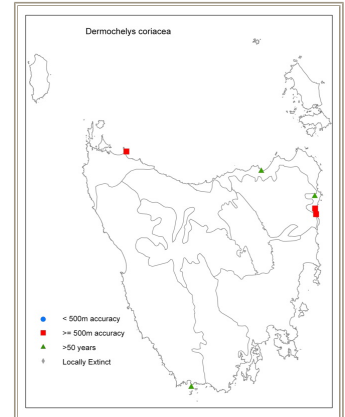 Dermochelys coriacea
< 500m accuracy
>= 500m accuracy
>50 years
Locally Extinct